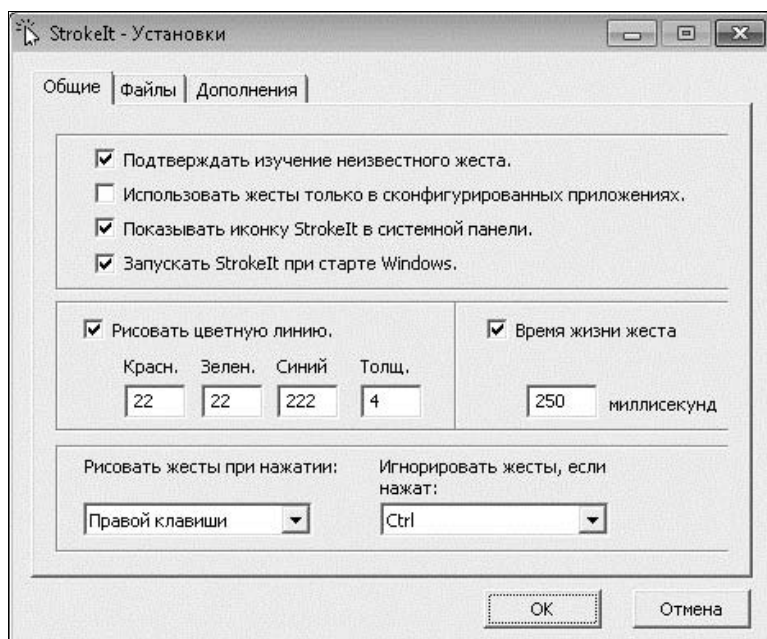 StrokeIt - Установки
Общие Файлы Дополнения
Подтверждать изучение неизвестного жеста.
Использовать жесты только в сконфигурированных приложениях.
Показывать иконку StrokeIt в системной панели.
Запускать StrokeIt при старте Windows.
Рисовать цветную линию.
Красн. Зелен. Синий Толщ.
22 22 222 4
Время жизни жеста
250 миллисекунд
Рисовать жесты при нажатии:
Правой клавиши
Игнорировать жесты, если
нажат:
Ctrl
OK Отмена